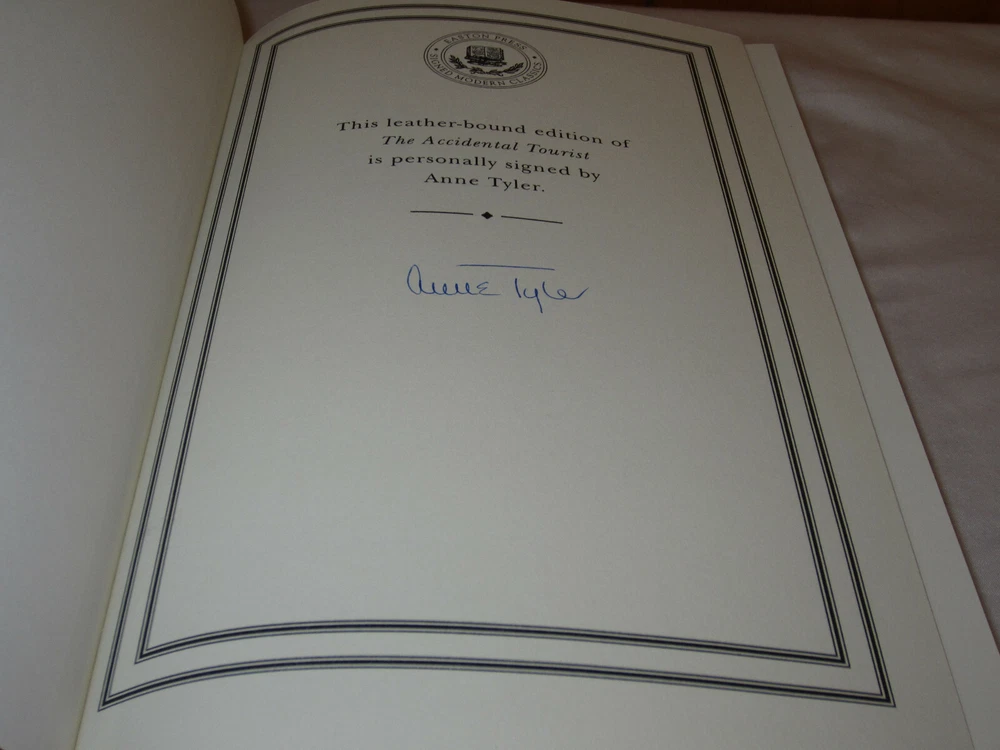 EASTON PRESS
SIGNED MODERN CLASSICS
This leather-bound edition of
The Accidental Tourist
is personally signed by
Anne Tyler.
Anne Tyler